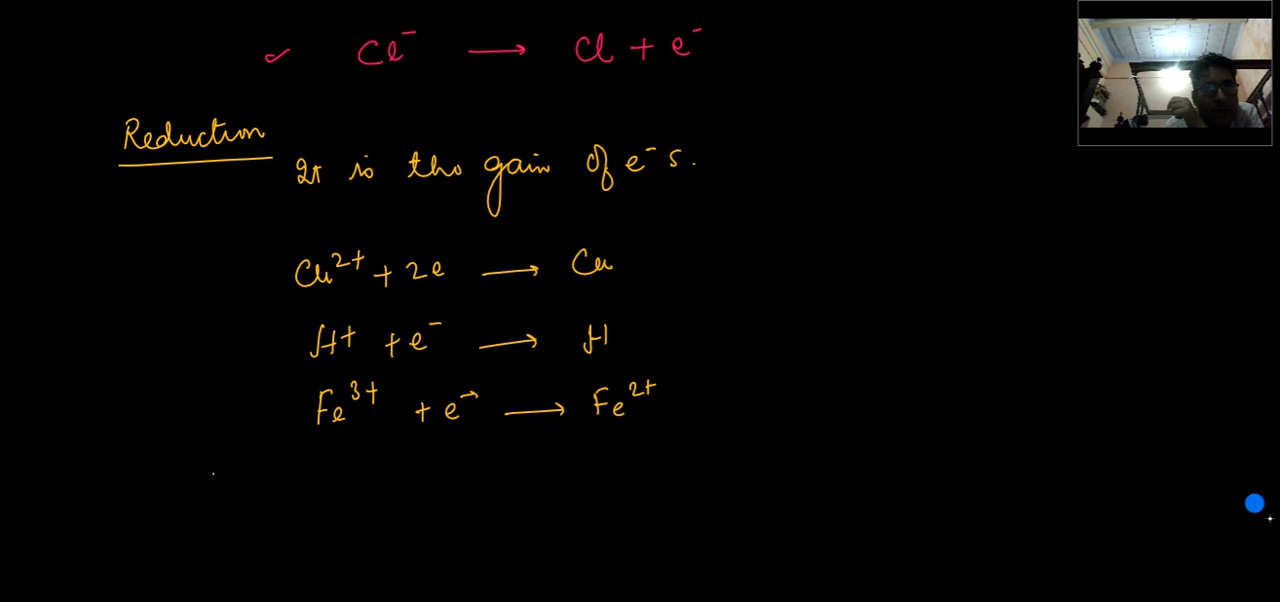 Cl⁻ → Cl + e⁻
Reduction
It is the gain of e⁻s.
Cu²⁺ + 2e → Cu
H⁺ + e⁻ → H
Fe³⁺ + e⁻ → Fe²⁺